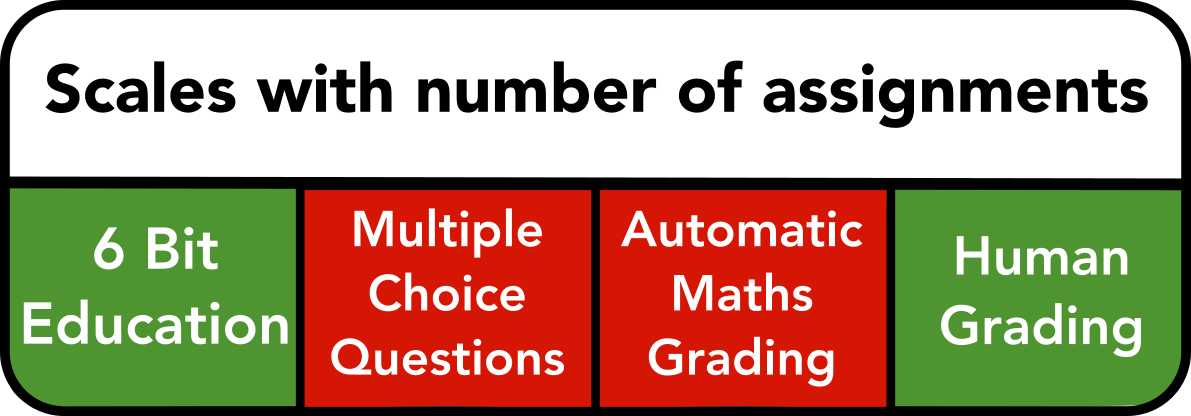 Scales with number of assignments
6 Bit
Education
Multiple
Choice
Questions
Automatic
Maths
Grading
Human
Grading